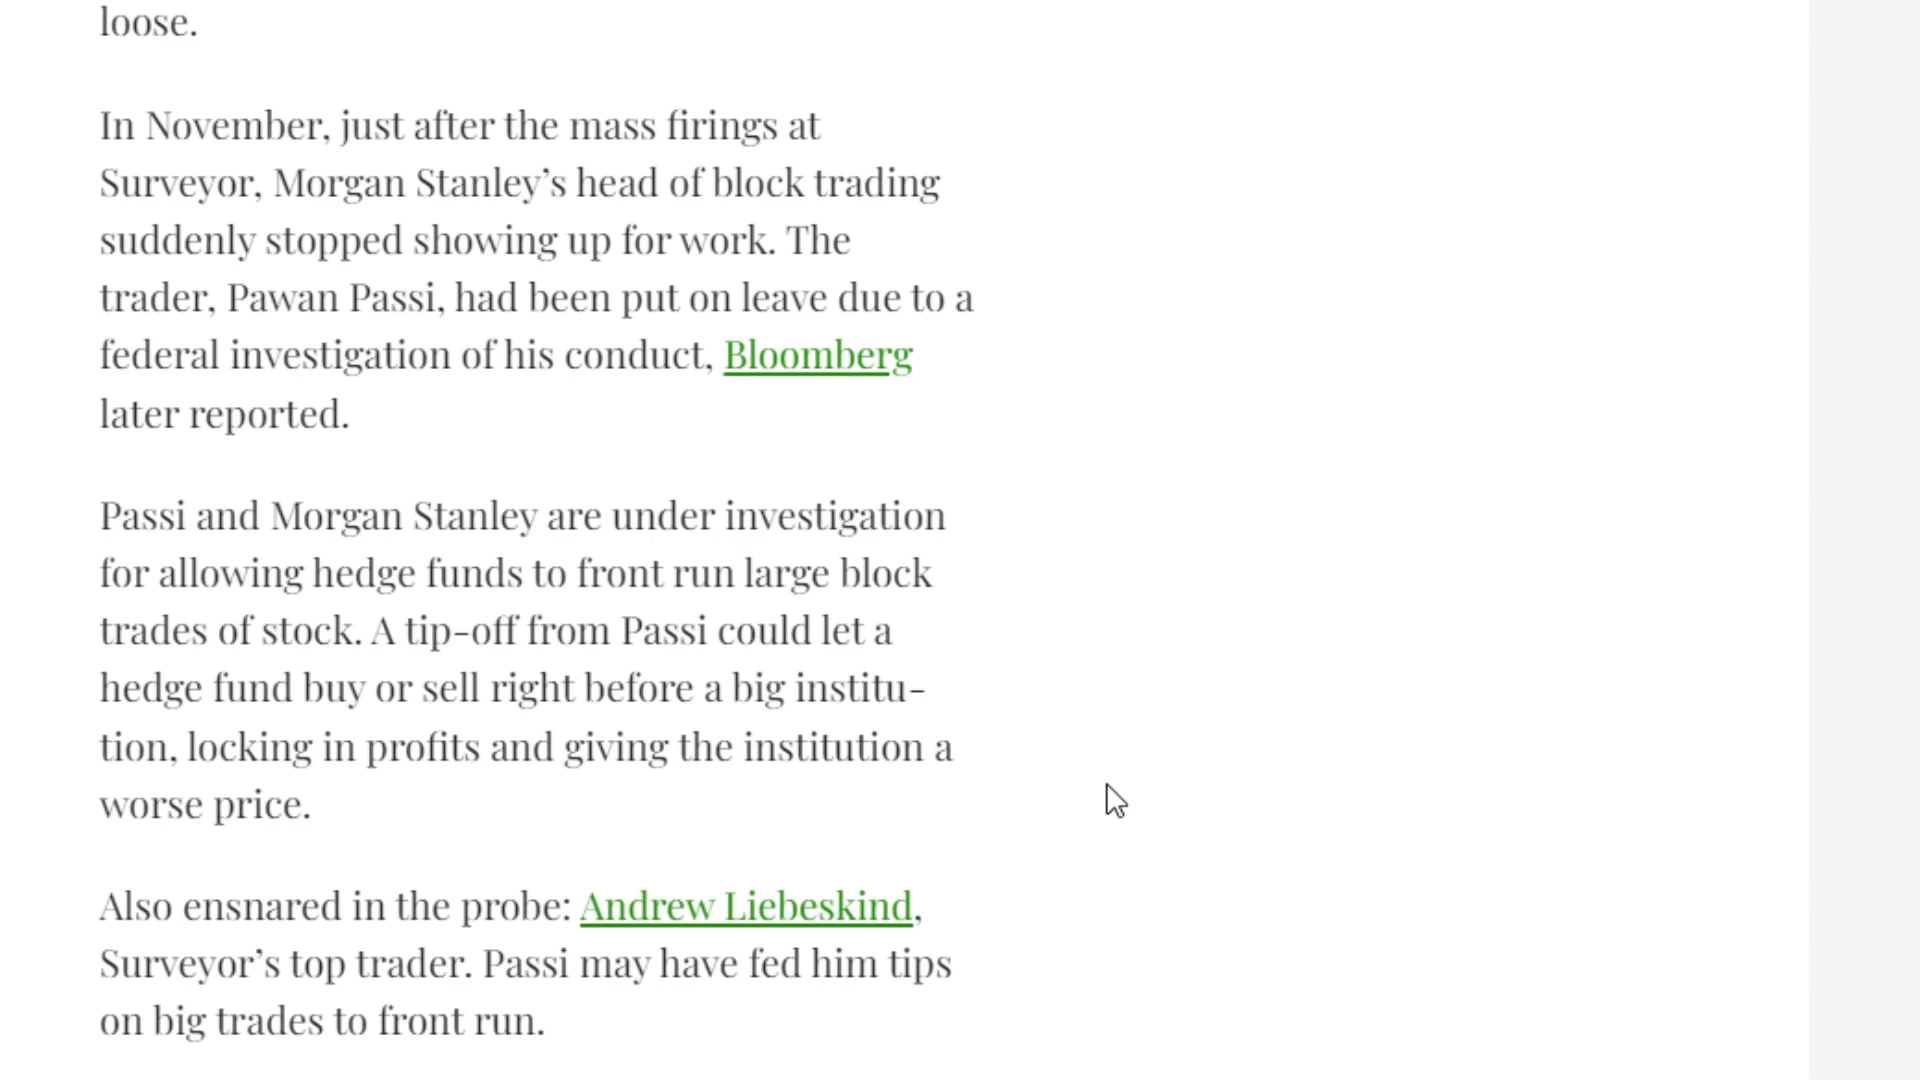 loose.
In November, just after the mass firings at
Surveyor, Morgan Stanley’s head of block trading
suddenly stopped showing up for work. The
trader, Pawan Passi, had been put on leave due to a
federal investigation of his conduct, Bloomberg
later reported.
Passi and Morgan Stanley are under investigation
for allowing hedge funds to front run large block
trades of stock. A tip-off from Passi could let a
hedge fund buy or sell right before a big institu-
tion, locking in profits and giving the institution a
worse price.
Also ensnared in the probe: Andrew Liebeskind,
Surveyor’s top trader. Passi may have fed him tips
on big trades to front run.